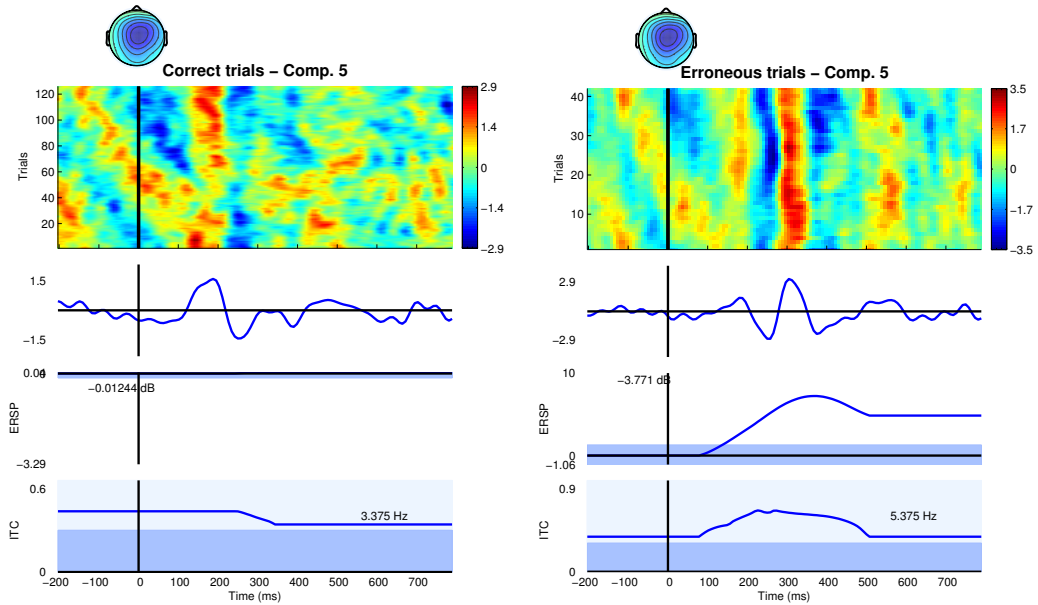 Correct trials – Comp. 5
120
100
80
60
40
20
Trials
2.9
1.4
0
−1.4
−2.9
1.5
−1.5
0.04
−0.01244 dB
ERSP
−3.29
0.6
3.375 Hz
ITC
0
−200 −100 0 100 200 300 400 500 600 700
Time (ms)
Erroneous trials – Comp. 5
40
30
20
10
Trials
3.5
1.7
0
−1.7
−3.5
2.9
−2.9
10
−3.771 dB
ERSP
0
−1.06
0.9
5.375 Hz
ITC
0
−200 −100 0 100 200 300 400 500 600 700
Time (ms)